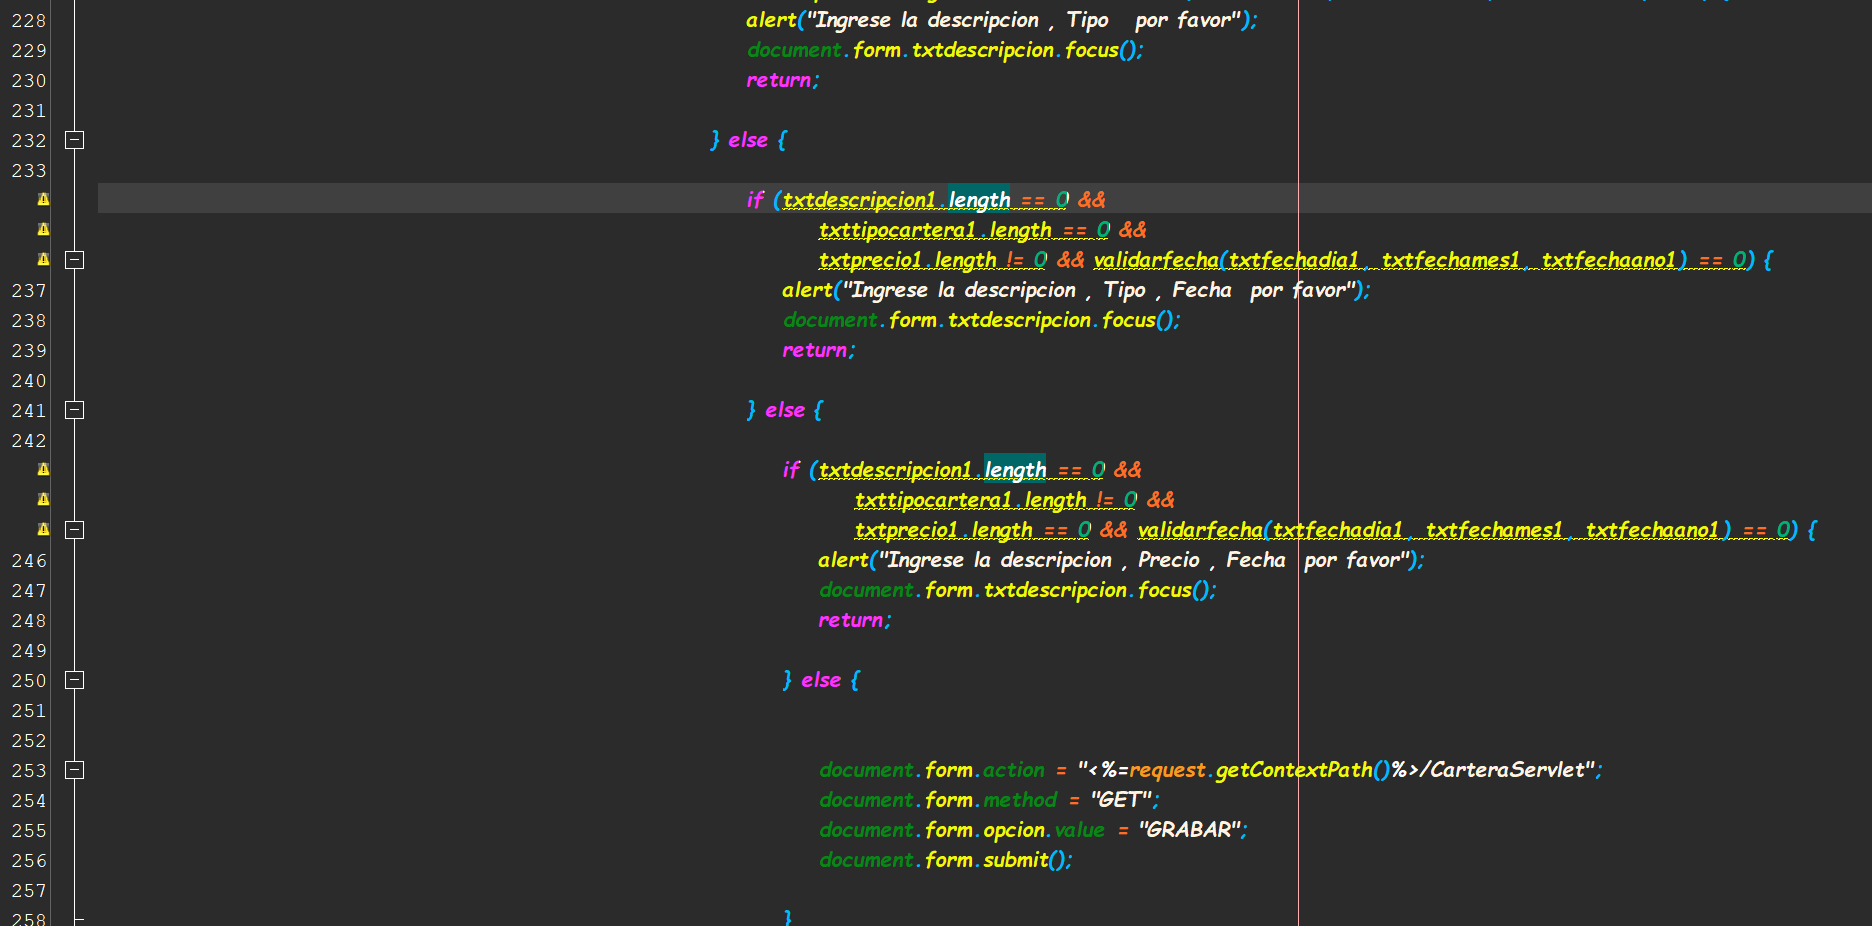 228 alert("Ingrese la descripcion , Tipo  por favor");
229 document.form.txtdescripcion.focus();
230 return;
231
232 } else {
233
if (txtdescripcion1.length == 0 &&
txttipocartera1.length == 0 &&
txtprecio1.length != 0 && validarfecha(txtfechadia1, txtfechames1, txtfechaano1) == 0) {
237 alert("Ingrese la descripcion , Tipo , Fecha  por favor");
238 document.form.txtdescripcion.focus();
239 return;
240
241 } else {
242
if (txtdescripcion1.length == 0 &&
txttipocartera1.length != 0 &&
txtprecio1.length == 0 && validarfecha(txtfechadia1, txtfechames1, txtfechaano1) == 0) {
246 alert("Ingrese la descripcion , Precio , Fecha  por favor");
247 document.form.txtdescripcion.focus();
248 return;
249
250 } else {
251
252
253 document.form.action = "<%=request.getContextPath()%>/CarteraServlet";
254 document.form.method = "GET";
255 document.form.opcion.value = "GRABAR";
256 document.form.submit();
257
258 }